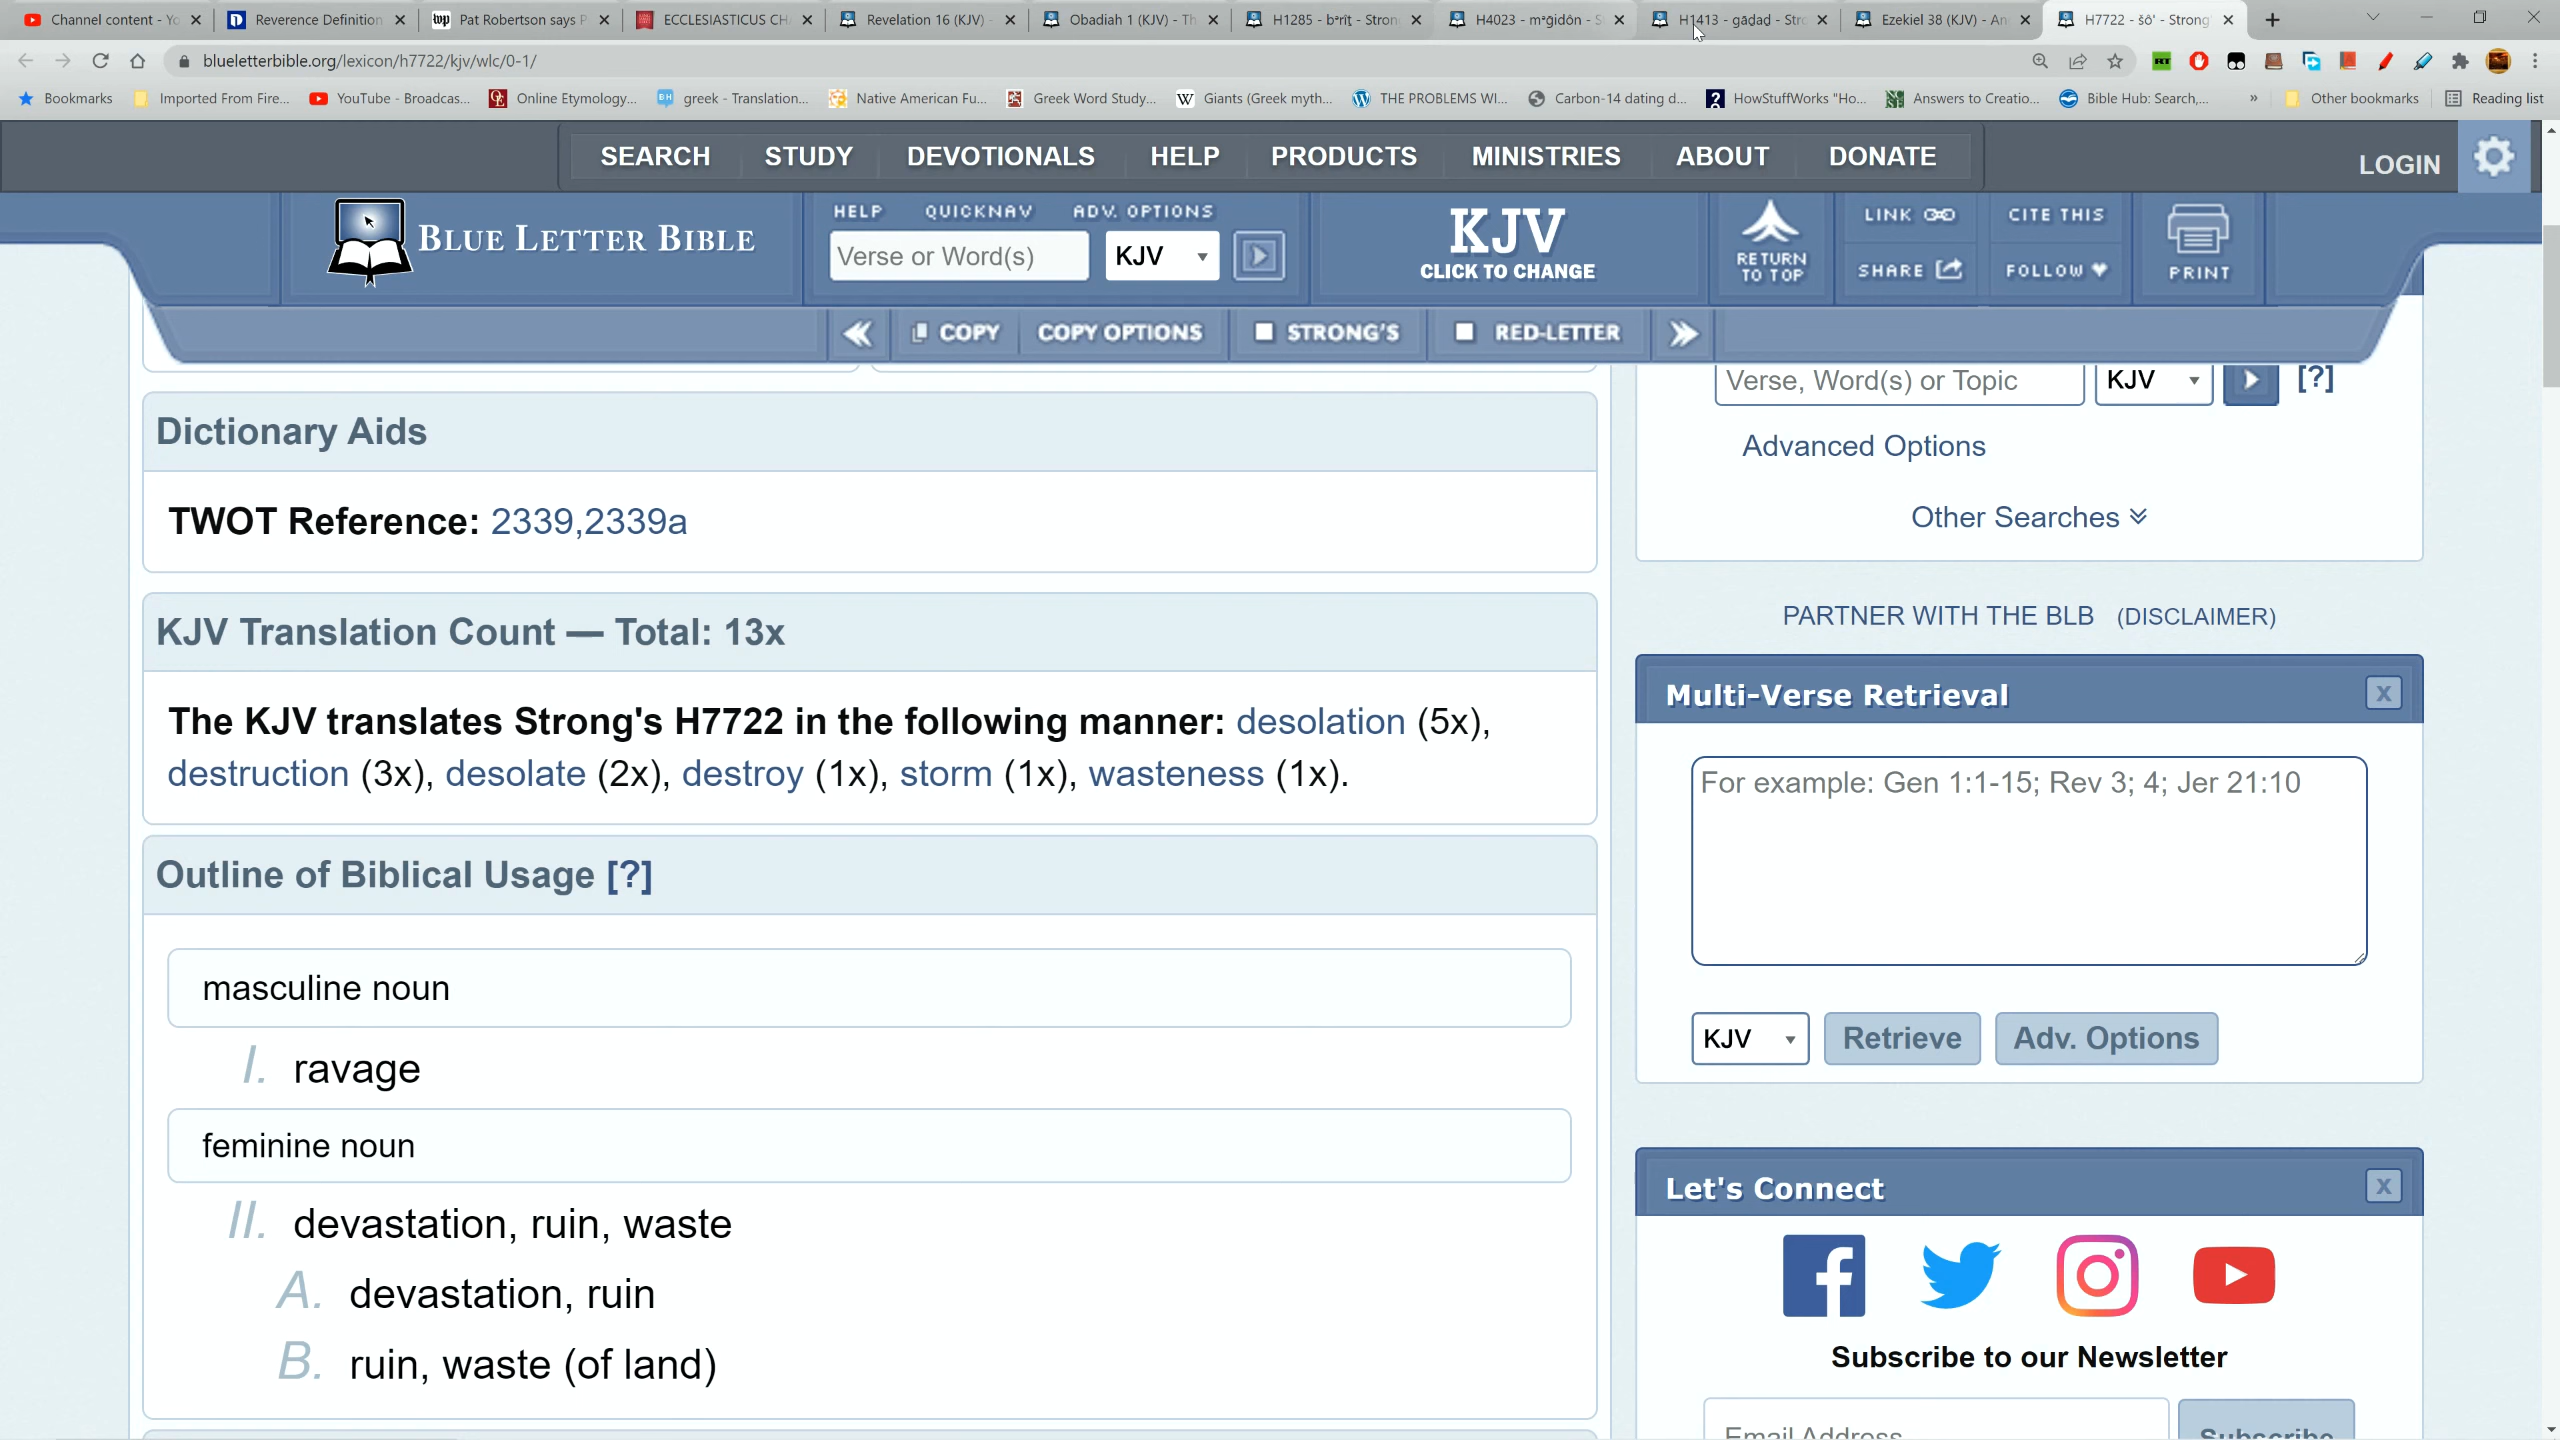 Channel content - Yo
Reverence Definition
Pat Robertson says P
ECCLESIASTICUS CHA
Revelation 16 (KJV) -
Obadiah 1 (KJV) - Th
H1285 - bᵊrîṯ - Stron
H4023 - mᵊḡidôn - S
H1413 - gāḏaḏ - Stro
Ezekiel 38 (KJV) - An
H7722 - šô' - Strong
blueletterbible.org/lexicon/h7722/kjv/wlc/0-1/
Bookmarks
Imported From Fire...
YouTube - Broadcas...
Online Etymology...
greek - Translation...
Native American Fu...
Greek Word Study...
Giants (Greek myth...
THE PROBLEMS WI...
Carbon-14 dating d...
HowStuffWorks "Ho...
Answers to Creatio...
Bible Hub: Search,...
»
Other bookmarks
Reading list
SEARCH STUDY DEVOTIONALS HELP PRODUCTS MINISTRIES ABOUT DONATE
LOGIN
BLUE LETTER BIBLE
HELP QUICKNAV ADV. OPTIONS
Verse or Word(s)
KJV
KJV
CLICK TO CHANGE
RETURN
TO TOP
LINK
CITE THIS
SHARE
FOLLOW
PRINT
COPY
COPY OPTIONS
STRONG'S
RED-LETTER
Dictionary Aids
TWOT Reference: 2339,2339a
KJV Translation Count — Total: 13x
The KJV translates Strong's H7722 in the following manner: desolation (5x),
destruction (3x), desolate (2x), destroy (1x), storm (1x), wasteness (1x).
Outline of Biblical Usage [?]
masculine noun
I. ravage
feminine noun
II. devastation, ruin, waste
A. devastation, ruin
B. ruin, waste (of land)
Verse, Word(s) or Topic
KJV
[?]
Advanced Options
Other Searches
PARTNER WITH THE BLB (DISCLAIMER)
Multi-Verse Retrieval
X
For example: Gen 1:1-15; Rev 3; 4; Jer 21:10
KJV
Retrieve
Adv. Options
Let's Connect
X
Subscribe to our Newsletter
Email Address
Subscribe